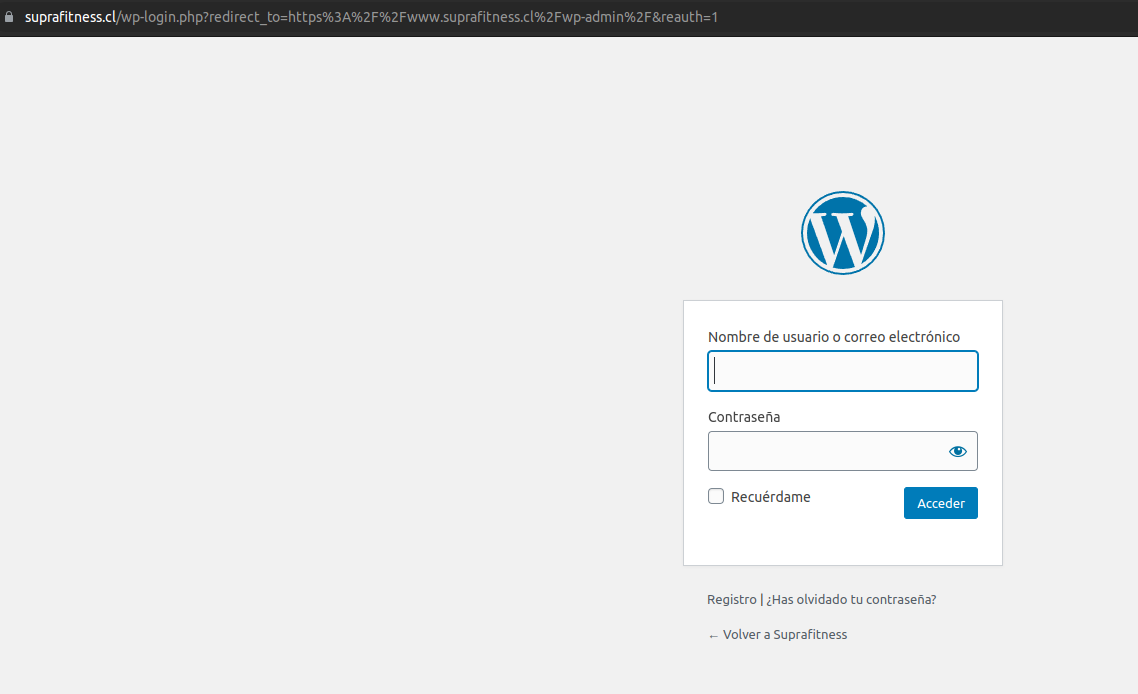 suprafitness.cl/wp-login.php?redirect_to=https%3A%2F%2Fwww.suprafitness.cl%2Fwp-admin%2F&reauth=1
Nombre de usuario o correo electrónico
Contraseña
Recuérdame
Acceder
Registro | ¿Has olvidado tu contraseña?
← Volver a Suprafitness